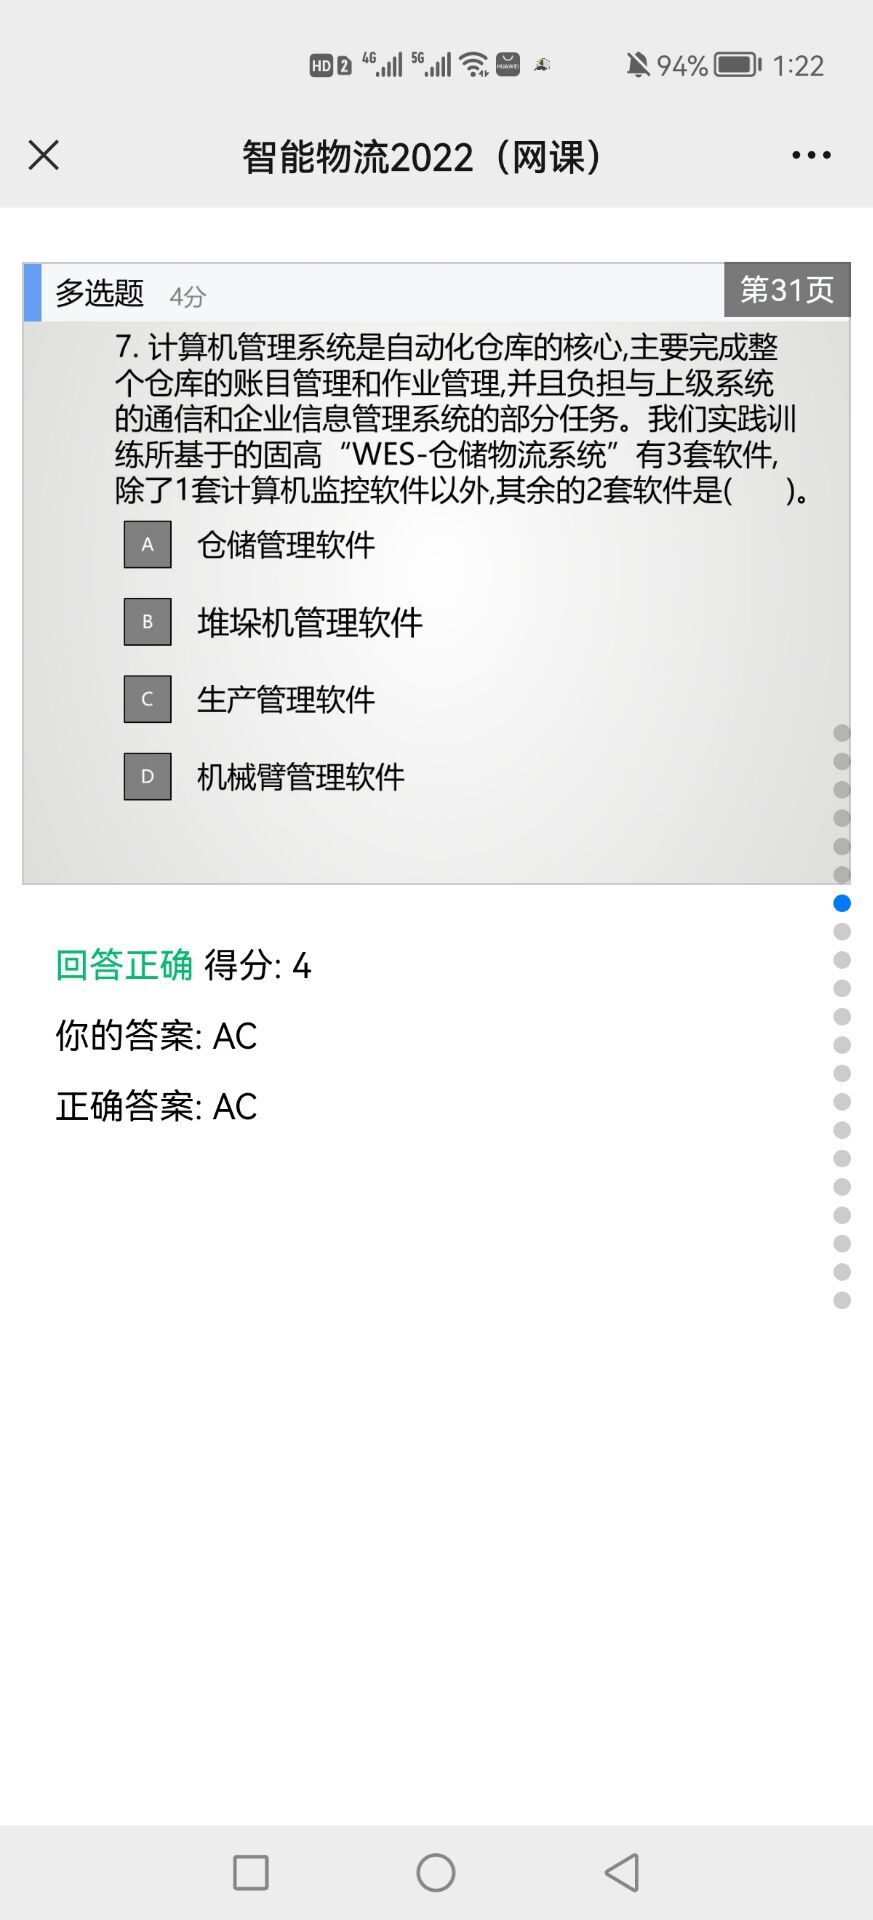 HD 2 4G 5G HUAWEI 94% 1:22
智能物流2022（网课）
多选题 4分 第31页
7. 计算机管理系统是自动化仓库的核心,主要完成整
个仓库的账目管理和作业管理,并且负担与上级系统
的通信和企业信息管理系统的部分任务。我们实践训
练所基于的固高“WES-仓储物流系统”有3套软件,
除了1套计算机监控软件以外,其余的2套软件是(  )。
A 仓储管理软件
B 堆垛机管理软件
C 生产管理软件
D 机械臂管理软件
回答正确 得分: 4
你的答案: AC
正确答案: AC